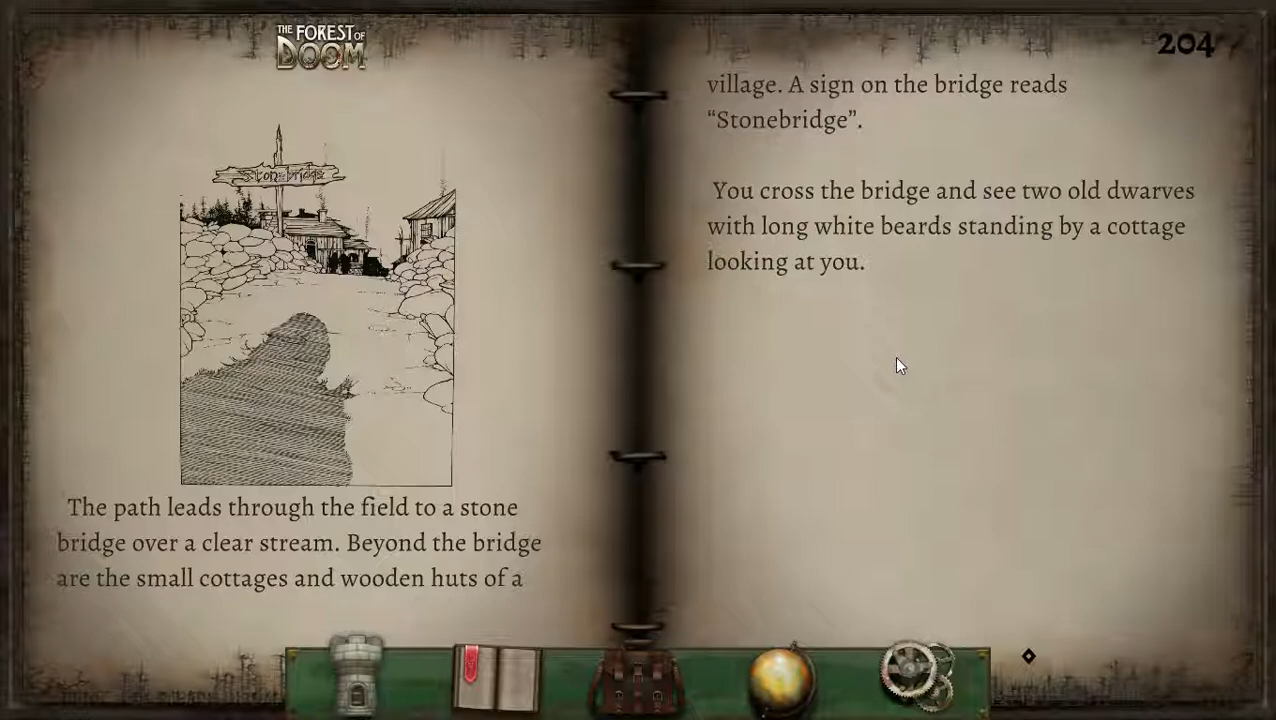 THE FOREST OF
DOOM
Stonebridge
The path leads through the field to a stone
bridge over a clear stream. Beyond the bridge
are the small cottages and wooden huts of a
204
village. A sign on the bridge reads
“Stonebridge”.
You cross the bridge and see two old dwarves
with long white beards standing by a cottage
looking at you.